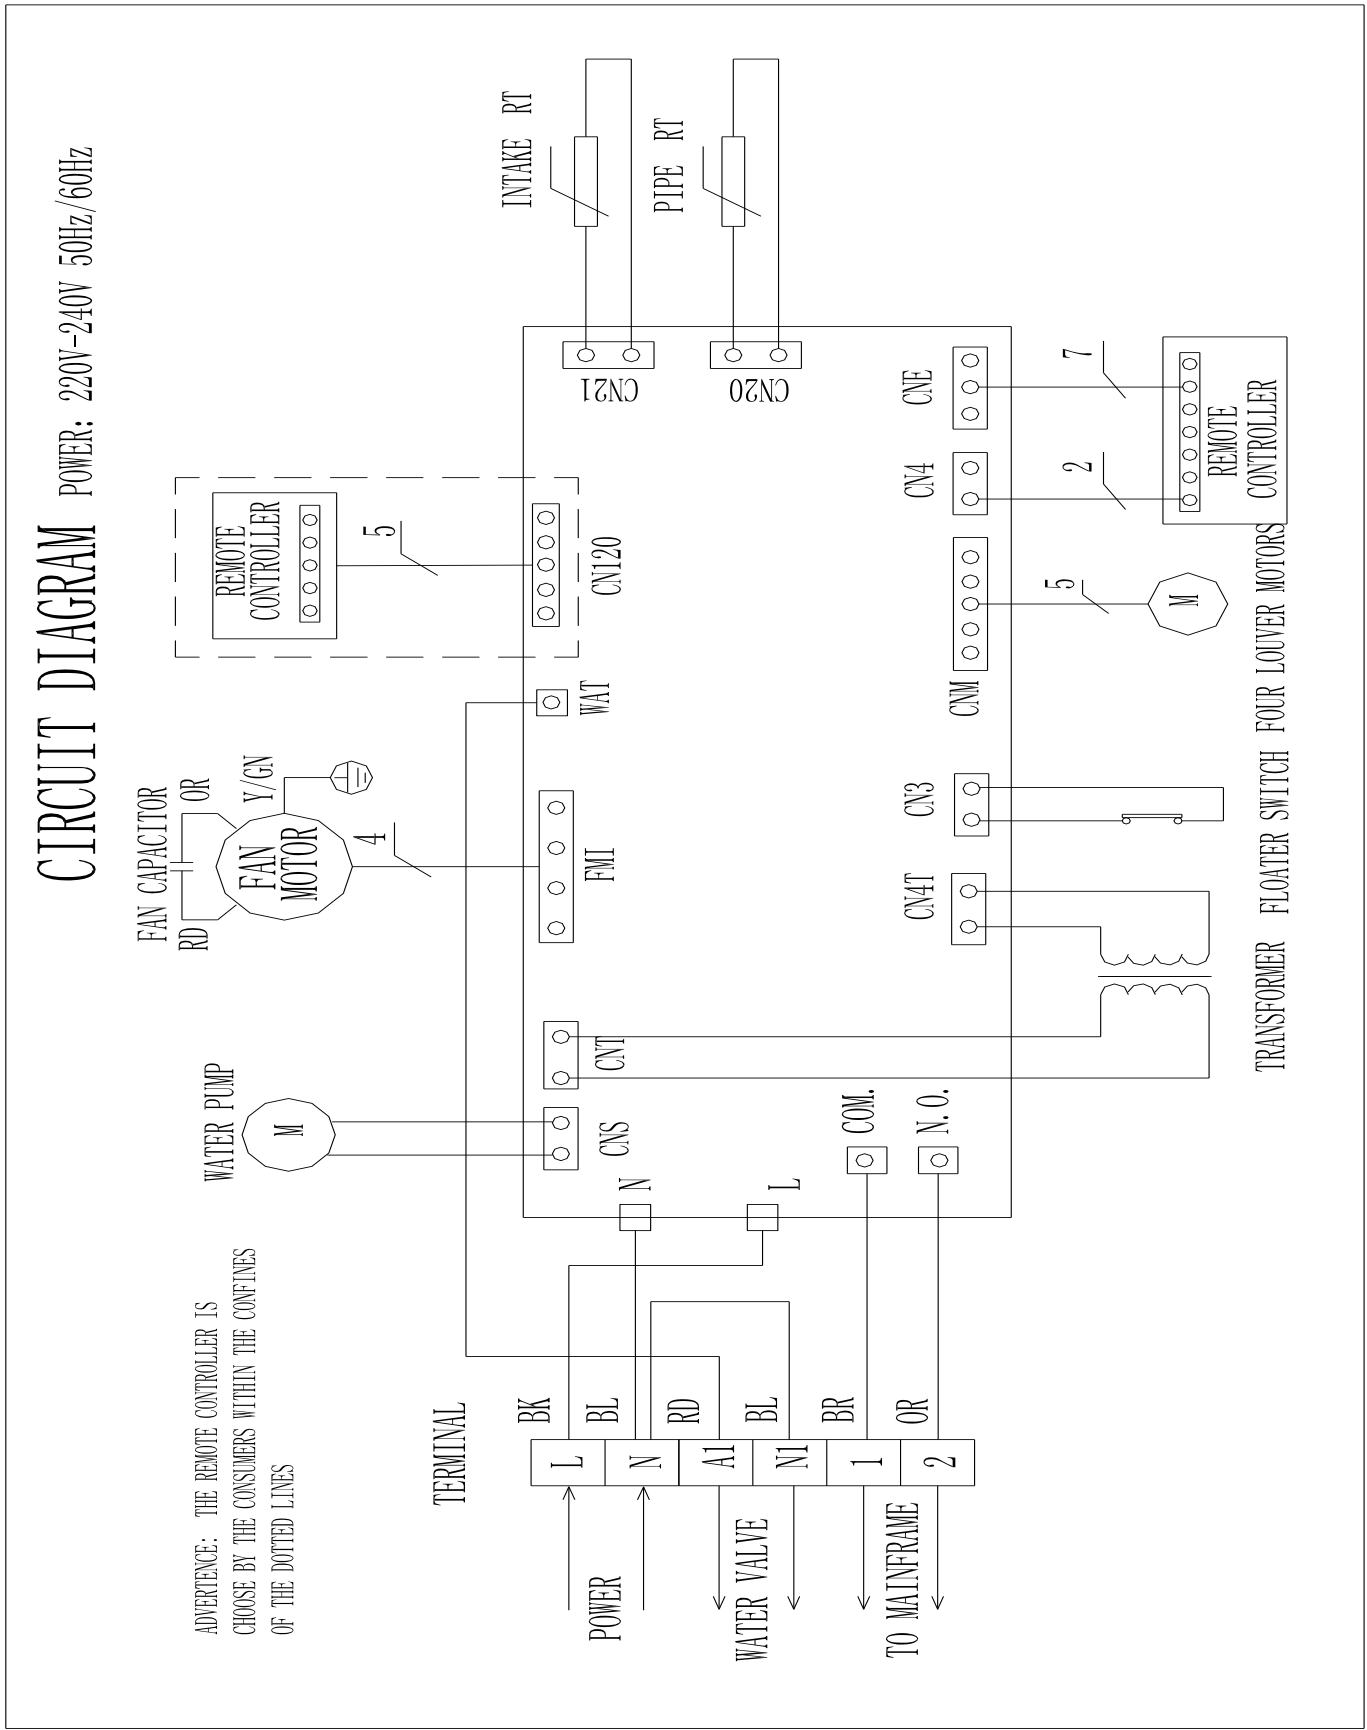 CIRCUIT DIAGRAM POWER: 220V-240V 50Hz/60Hz
ADVERTENCE: THE REMOTE CONTROLLER IS
CHOOSE BY THE CONSUMERS WITHIN THE CONFINES
OF THE DOTTED LINES
WATER PUMP
M
FAN CAPACITOR
RD
OR
FAN
MOTOR
Y/GN
4
REMOTE
CONTROLLER
5
INTAKE RT
PIPE RT
TERMINAL
BK
BL
RD
BL
BR
OR
L
N
A1
N1
1
2
POWER
WATER VALVE
TO MAINFRAME
N
L
CNS
CNT
FMI
WAT
CN120
CN21
CN20
COM.
N.O.
CN4T
CN3
CNM
CN4
CNE
5
2
7
M
REMOTE
CONTROLLER
TRANSFORMER
FLOATER SWITCH
FOUR LOUVER MOTORS